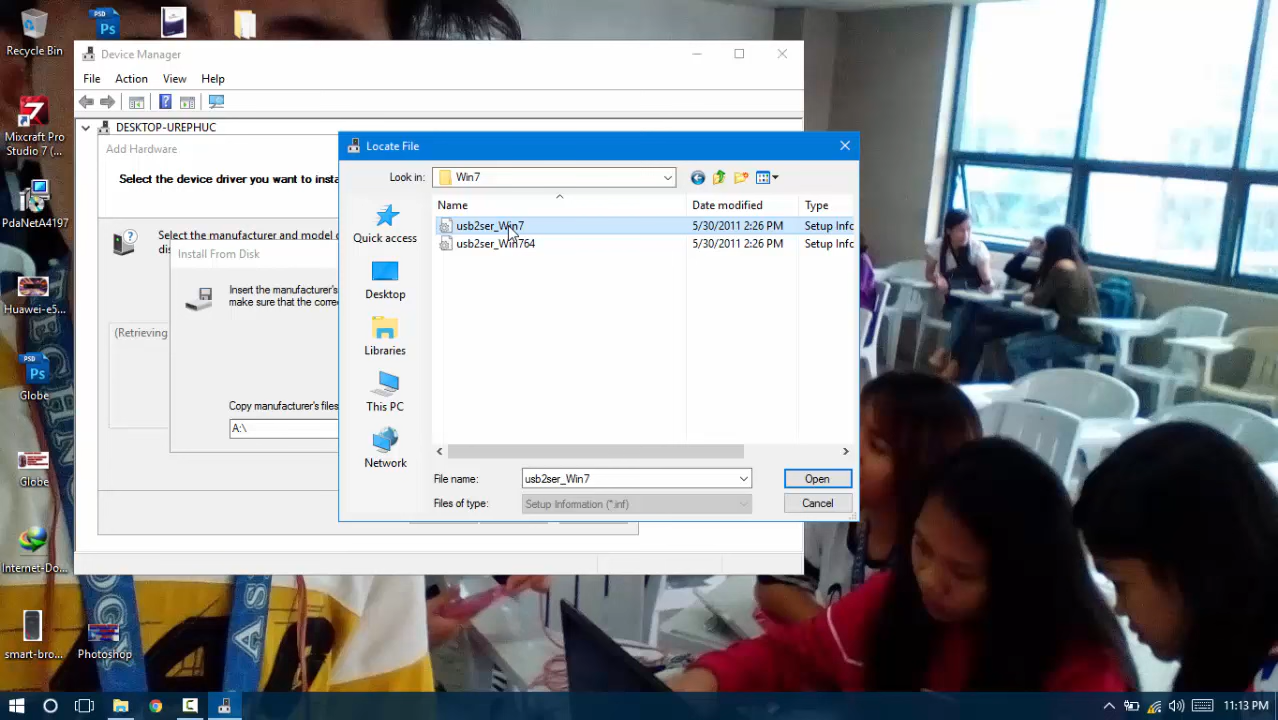 Recycle Bin
Mixcraft Pro
Studio 7 (...
PdaNetA4197
Huawei-e5...
Globe
Globe
Internet-Do...
smart-bro...
Photoshop
Device Manager
File Action View Help
DESKTOP-UREPHUC
Add Hardware
Select the device driver you want to insta
Select the manufacturer and model o
dis
Install From Disk
Insert the manufacturer's
make sure that the corre
(Retrieving
Copy manufacturer's files
A:\
Locate File
Look in: Win7
Name Date modified Type
usb2ser_Win7 5/30/2011 2:26 PM Setup Infc
usb2ser_Win764 5/30/2011 2:26 PM Setup Infc
Quick access
Desktop
Libraries
This PC
Network
File name: usb2ser_Win7 Open
Files of type: Setup Information (*.inf) Cancel
11:13 PM